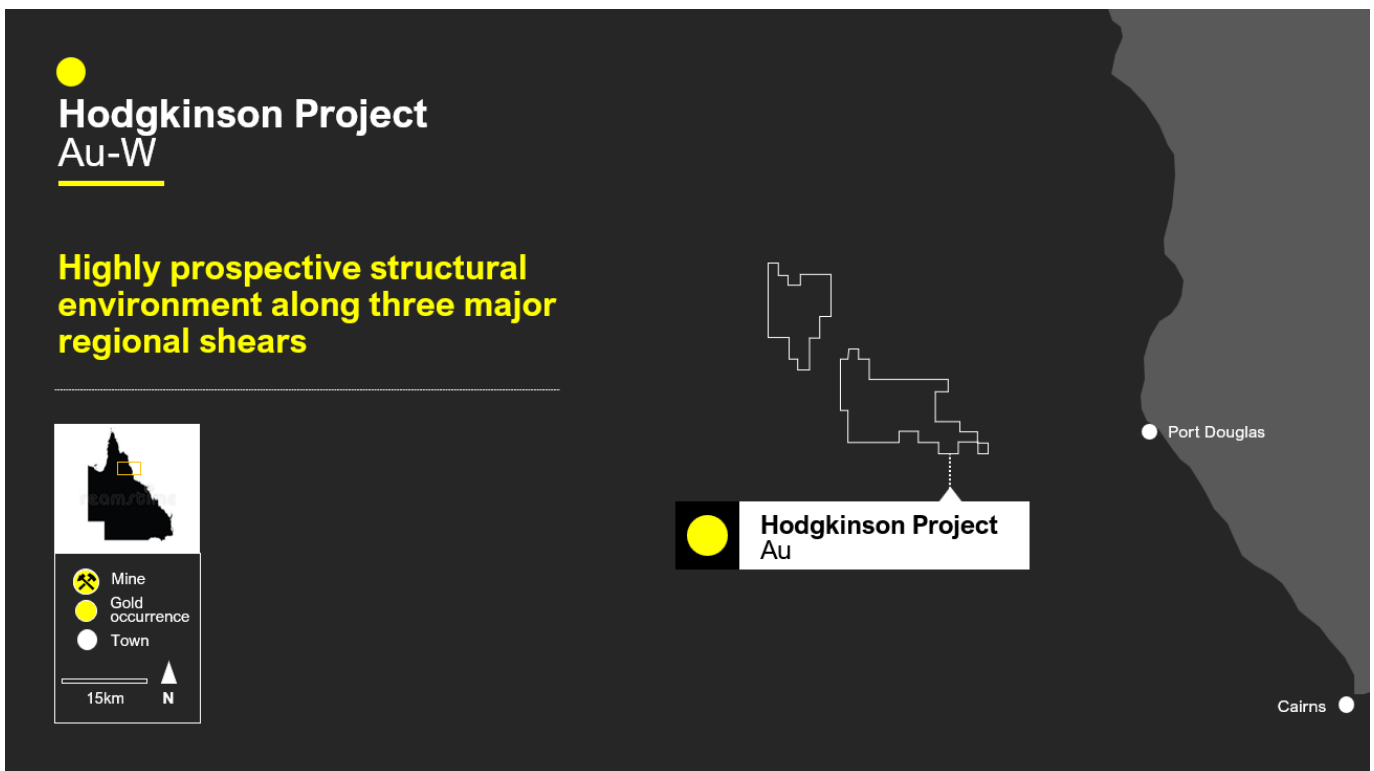 Hodgkinson Project
Au-W
Highly prospective structural
environment along three major
regional shears
Port Douglas
Hodgkinson Project
Au
Mine
Gold
occurrence
Town
15km
N
Cairns